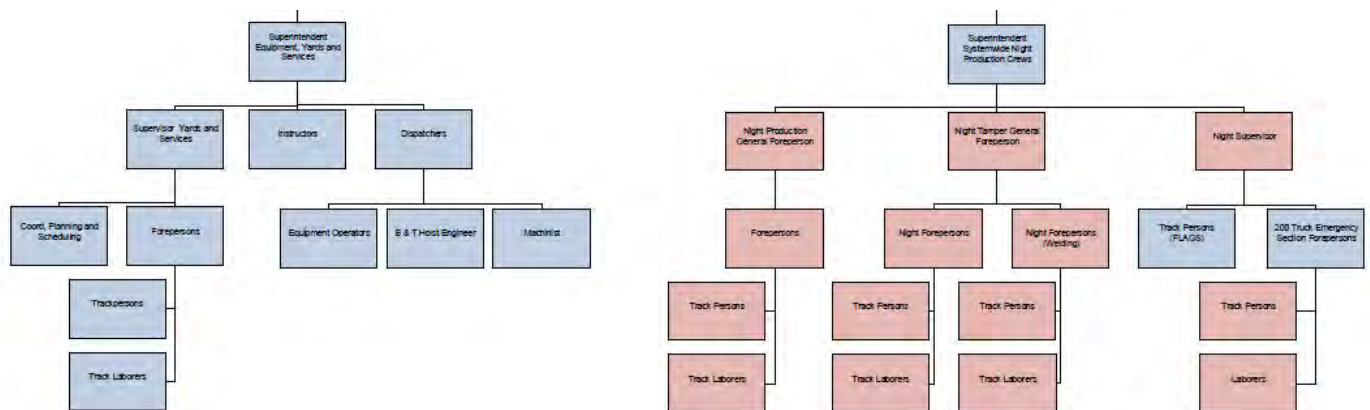 Superintendent
Equipment, Yards and
Services
Supervisor Yards and
Services
Instructors
Dispatchers
Coord, Planning and
Scheduling
Forepersons
Equipment Operators
B & T Hoist Engineer
Machinist
Trackpersons
Track Laborers
Superintendent
Systemwide Night
Production Crews
Night Production
General Foreperson
Night Tamper General
Foreperson
Night Supervisor
Forepersons
Night Forepersons
Night Forepersons
(Welding)
Track Persons
(FLAGS)
200 Truck Emergency
Section Forepersons
Track Persons
Track Persons
Track Persons
Track Persons
Track Laborers
Track Laborers
Track Laborers
Laborers